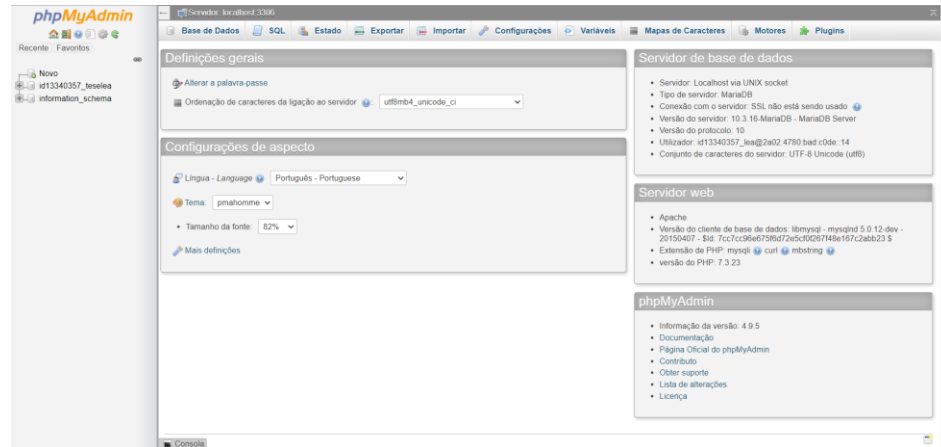 phpMyAdmin
Recente Favoritos
Novo
id13340357_teselea
information_schema
Servidor: localhost:3306
Base de Dados SQL Estado Exportar Importar Configurações Variáveis Mapas de Caracteres Motores Plugins
Definições gerais
Alterar a palavra-passe
Ordenação de caracteres da ligação ao servidor utf8mb4_unicode_ci
Configurações de aspecto
Língua - Language Português - Portuguese
Tema: pmahomme
Tamanho da fonte: 82%
Mais definições
Servidor de base de dados
Servidor: Localhost via UNIX socket
Tipo de servidor: MariaDB
Conexão com o servidor: SSL não está sendo usado
Versão do servidor: 10.3.16-MariaDB - MariaDB Server
Versão do protocolo: 10
Utilizador: id13340357_lea@2a02:4780:bad:c0de::14
Conjunto de caracteres do servidor: UTF-8 Unicode (utf8)
Servidor web
Apache
Versão do cliente de base de dados: libmysql - mysqlnd 5.0.12-dev -
20150407 - $Id: 7cc7cc96e675f6d72e5cf0f267f48e167c2abb23 $
Extensão de PHP: mysqli curl mbstring
versão do PHP: 7.3.23
phpMyAdmin
Informação da versão: 4.9.5
Documentação
Página Oficial do phpMyAdmin
Contributo
Obter suporte
Lista de alterações
Licença
Consola